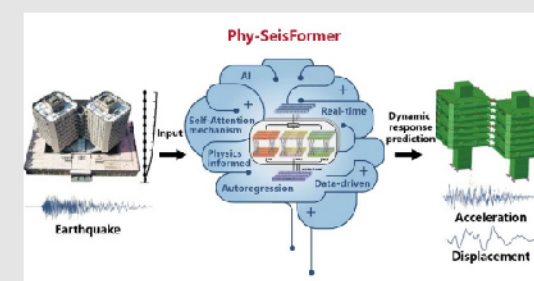 Phy-SeisFormer
AI
Self-Attention
mechanism
Real-time
Physics
informed
Autoregression
Data-driven
Input
Earthquake
Dynamic
response
prediction
Acceleration
Displacement